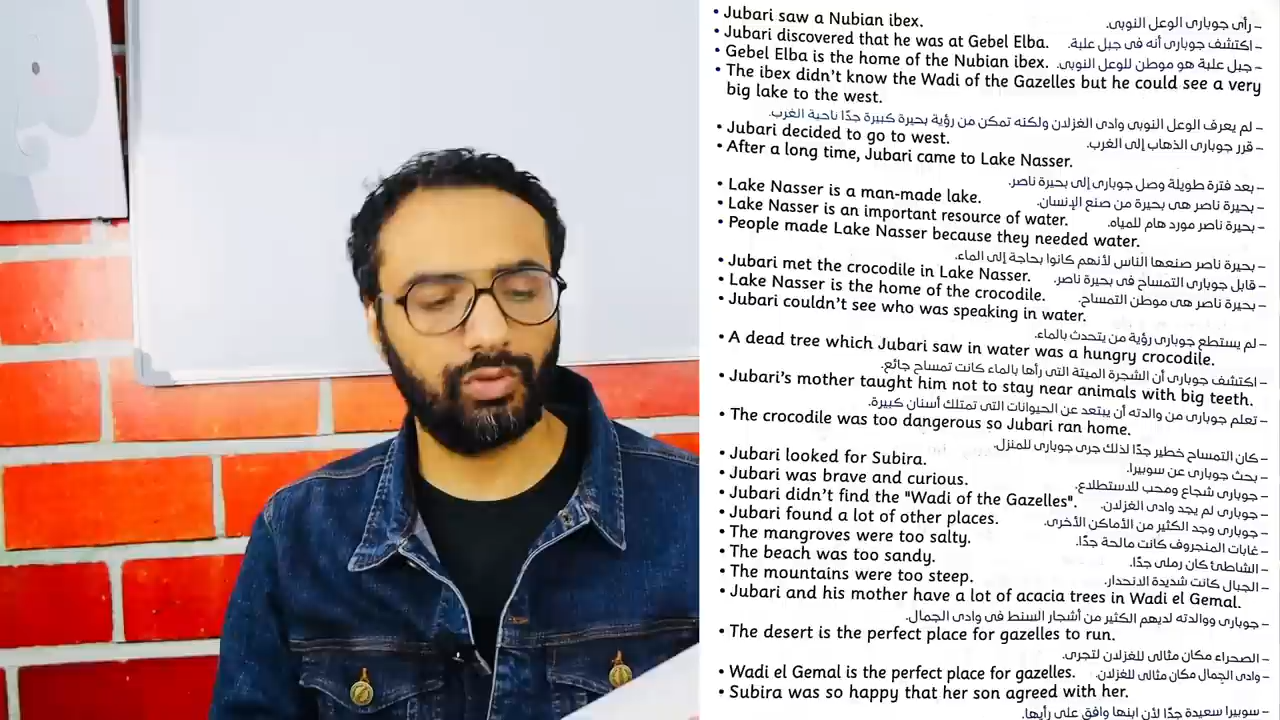 • Jubari saw a Nubian ibex.
– رأى جوبارى الوعل النوبى.
• Jubari discovered that he was at Gebel Elba.
– اكتشف جوبارى أنه فى جبل علبة.
• Gebel Elba is the home of the Nubian ibex.
– جبل علبة هو موطن للوعل النوبى.
• The ibex didn't know the Wadi of the Gazelles but he could see a very
big lake to the west.
– لم يعرف الوعل النوبى وادى الغزلان ولكنه تمكن من رؤية بحيرة كبيرة جدًا ناحية الغرب.
• Jubari decided to go to west.
– قرر جوبارى الذهاب إلى الغرب.
• After a long time, Jubari came to Lake Nasser.
– بعد فترة طويلة وصل جوبارى إلى بحيرة ناصر.
• Lake Nasser is a man-made lake.
– بحيرة ناصر هى بحيرة من صنع الإنسان.
• Lake Nasser is an important resource of water.
– بحيرة ناصر مورد هام للمياه.
• People made Lake Nasser because they needed water.
– بحيرة ناصر صنعها الناس لأنهم كانوا بحاجة إلى الماء.
• Jubari met the crocodile in Lake Nasser.
– قابل جوبارى التمساح فى بحيرة ناصر.
• Lake Nasser is the home of the crocodile.
– بحيرة ناصر هى موطن التمساح.
• Jubari couldn't see who was speaking in water.
– لم يستطع جوبارى رؤية من يتحدث بالماء.
• A dead tree which Jubari saw in water was a hungry crocodile.
– اكتشف جوبارى أن الشجرة الميتة التى رأها بالماء كانت تمساح جائع.
• Jubari's mother taught him not to stay near animals with big teeth.
– تعلم جوبارى من والدته أن يبتعد عن الحيوانات التى تمتلك أسنان كبيرة.
• The crocodile was too dangerous so Jubari ran home.
– كان التمساح خطير جدًا لذلك جرى جوبارى للمنزل.
• Jubari looked for Subira.
– بحث جوبارى عن سوبيرا.
• Jubari was brave and curious.
– جوبارى شجاع ومحب للاستطلاع.
• Jubari didn't find the "Wadi of the Gazelles".
– جوبارى لم يجد وادى الغزلان.
• Jubari found a lot of other places.
– جوبارى وجد الكثير من الأماكن الأخرى.
• The mangroves were too salty.
– غابات المنجروف كانت مالحة جدًا.
• The beach was too sandy.
– الشاطئ كان رملى جدًا.
• The mountains were too steep.
– الجبال كانت شديدة الانحدار.
• Jubari and his mother have a lot of acacia trees in Wadi el Gemal.
– جوبارى ووالدته لديهم الكثير من أشجار السنط فى وادى الجمال.
• The desert is the perfect place for gazelles to run.
– الصحراء مكان مثالى للغزلان لتجرى.
• Wadi el Gemal is the perfect place for gazelles.
– وادى الجمال مكان مثالى للغزلان.
• Subira was so happy that her son agreed with her.
– سوبيرا سعيدة جدًا لأن ابنها وافق على رأيها.